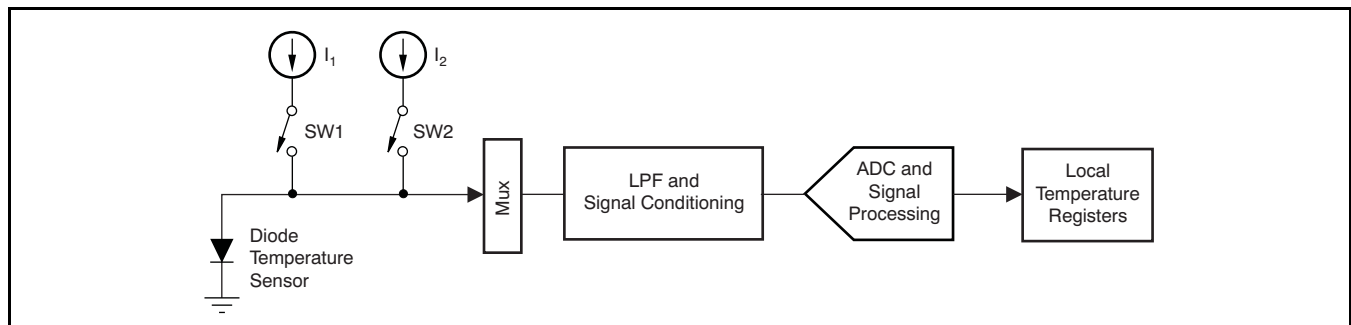 I1
I2
SW1
SW2
Mux
LPF and
Signal Conditioning
ADC and
Signal
Processing
Local
Temperature
Registers
Diode
Temperature
Sensor